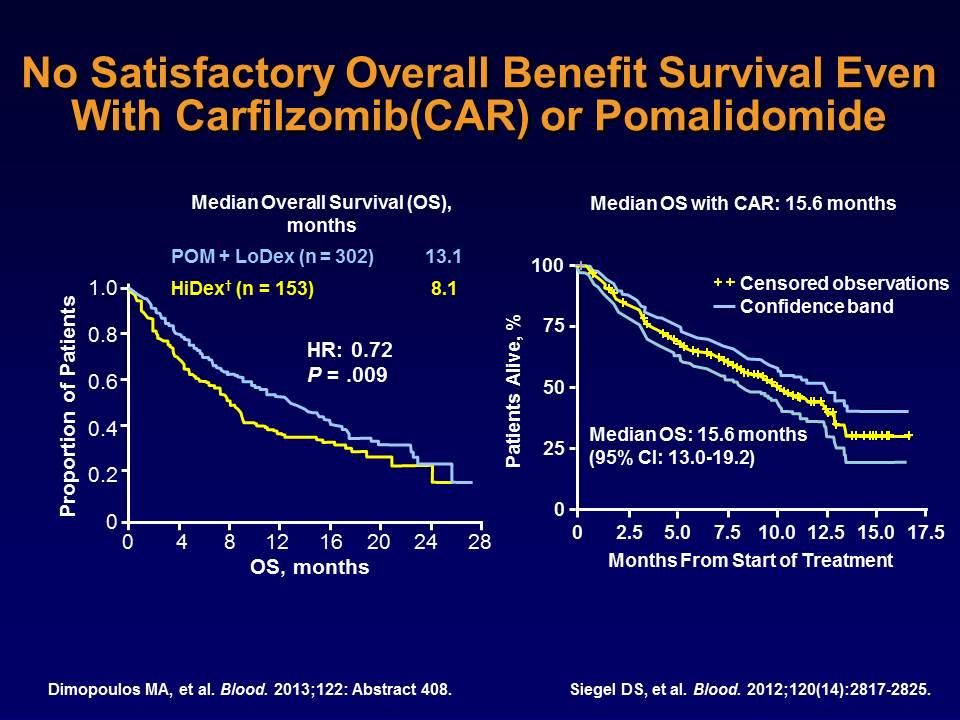 No Satisfactory Overall Benefit Survival Even
With Carfilzomib(CAR) or Pomalidomide
Median Overall Survival (OS),
months
POM + LoDex (n = 302) 13.1
HiDex† (n = 153) 8.1
HR: 0.72
P = .009
Proportion of Patients
1.0
0.8
0.6
0.4
0.2
0
0 4 8 12 16 20 24 28
OS, months
Median OS with CAR: 15.6 months
Censored observations
Confidence band
Patients Alive, %
100
75
50
25
0
Median OS: 15.6 months
(95% CI: 13.0-19.2)
0 2.5 5.0 7.5 10.0 12.5 15.0 17.5
Months From Start of Treatment
Dimopoulos MA, et al. Blood. 2013;122: Abstract 408.
Siegel DS, et al. Blood. 2012;120(14):2817-2825.